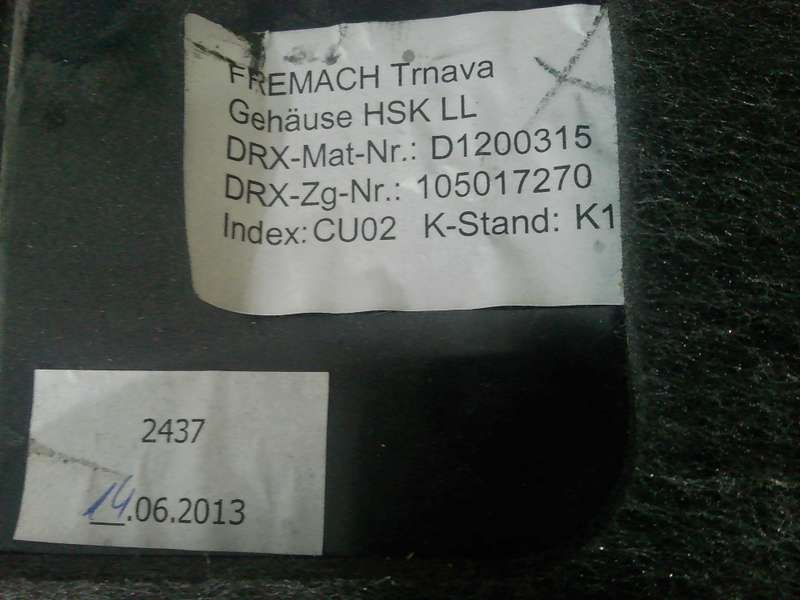 FREMACH Trnava
Gehäuse HSK LL
DRX-Mat-Nr.: D1200315
DRX-Zg-Nr.: 105017270
Index: CU02 K-Stand: K1
2437
14.06.2013